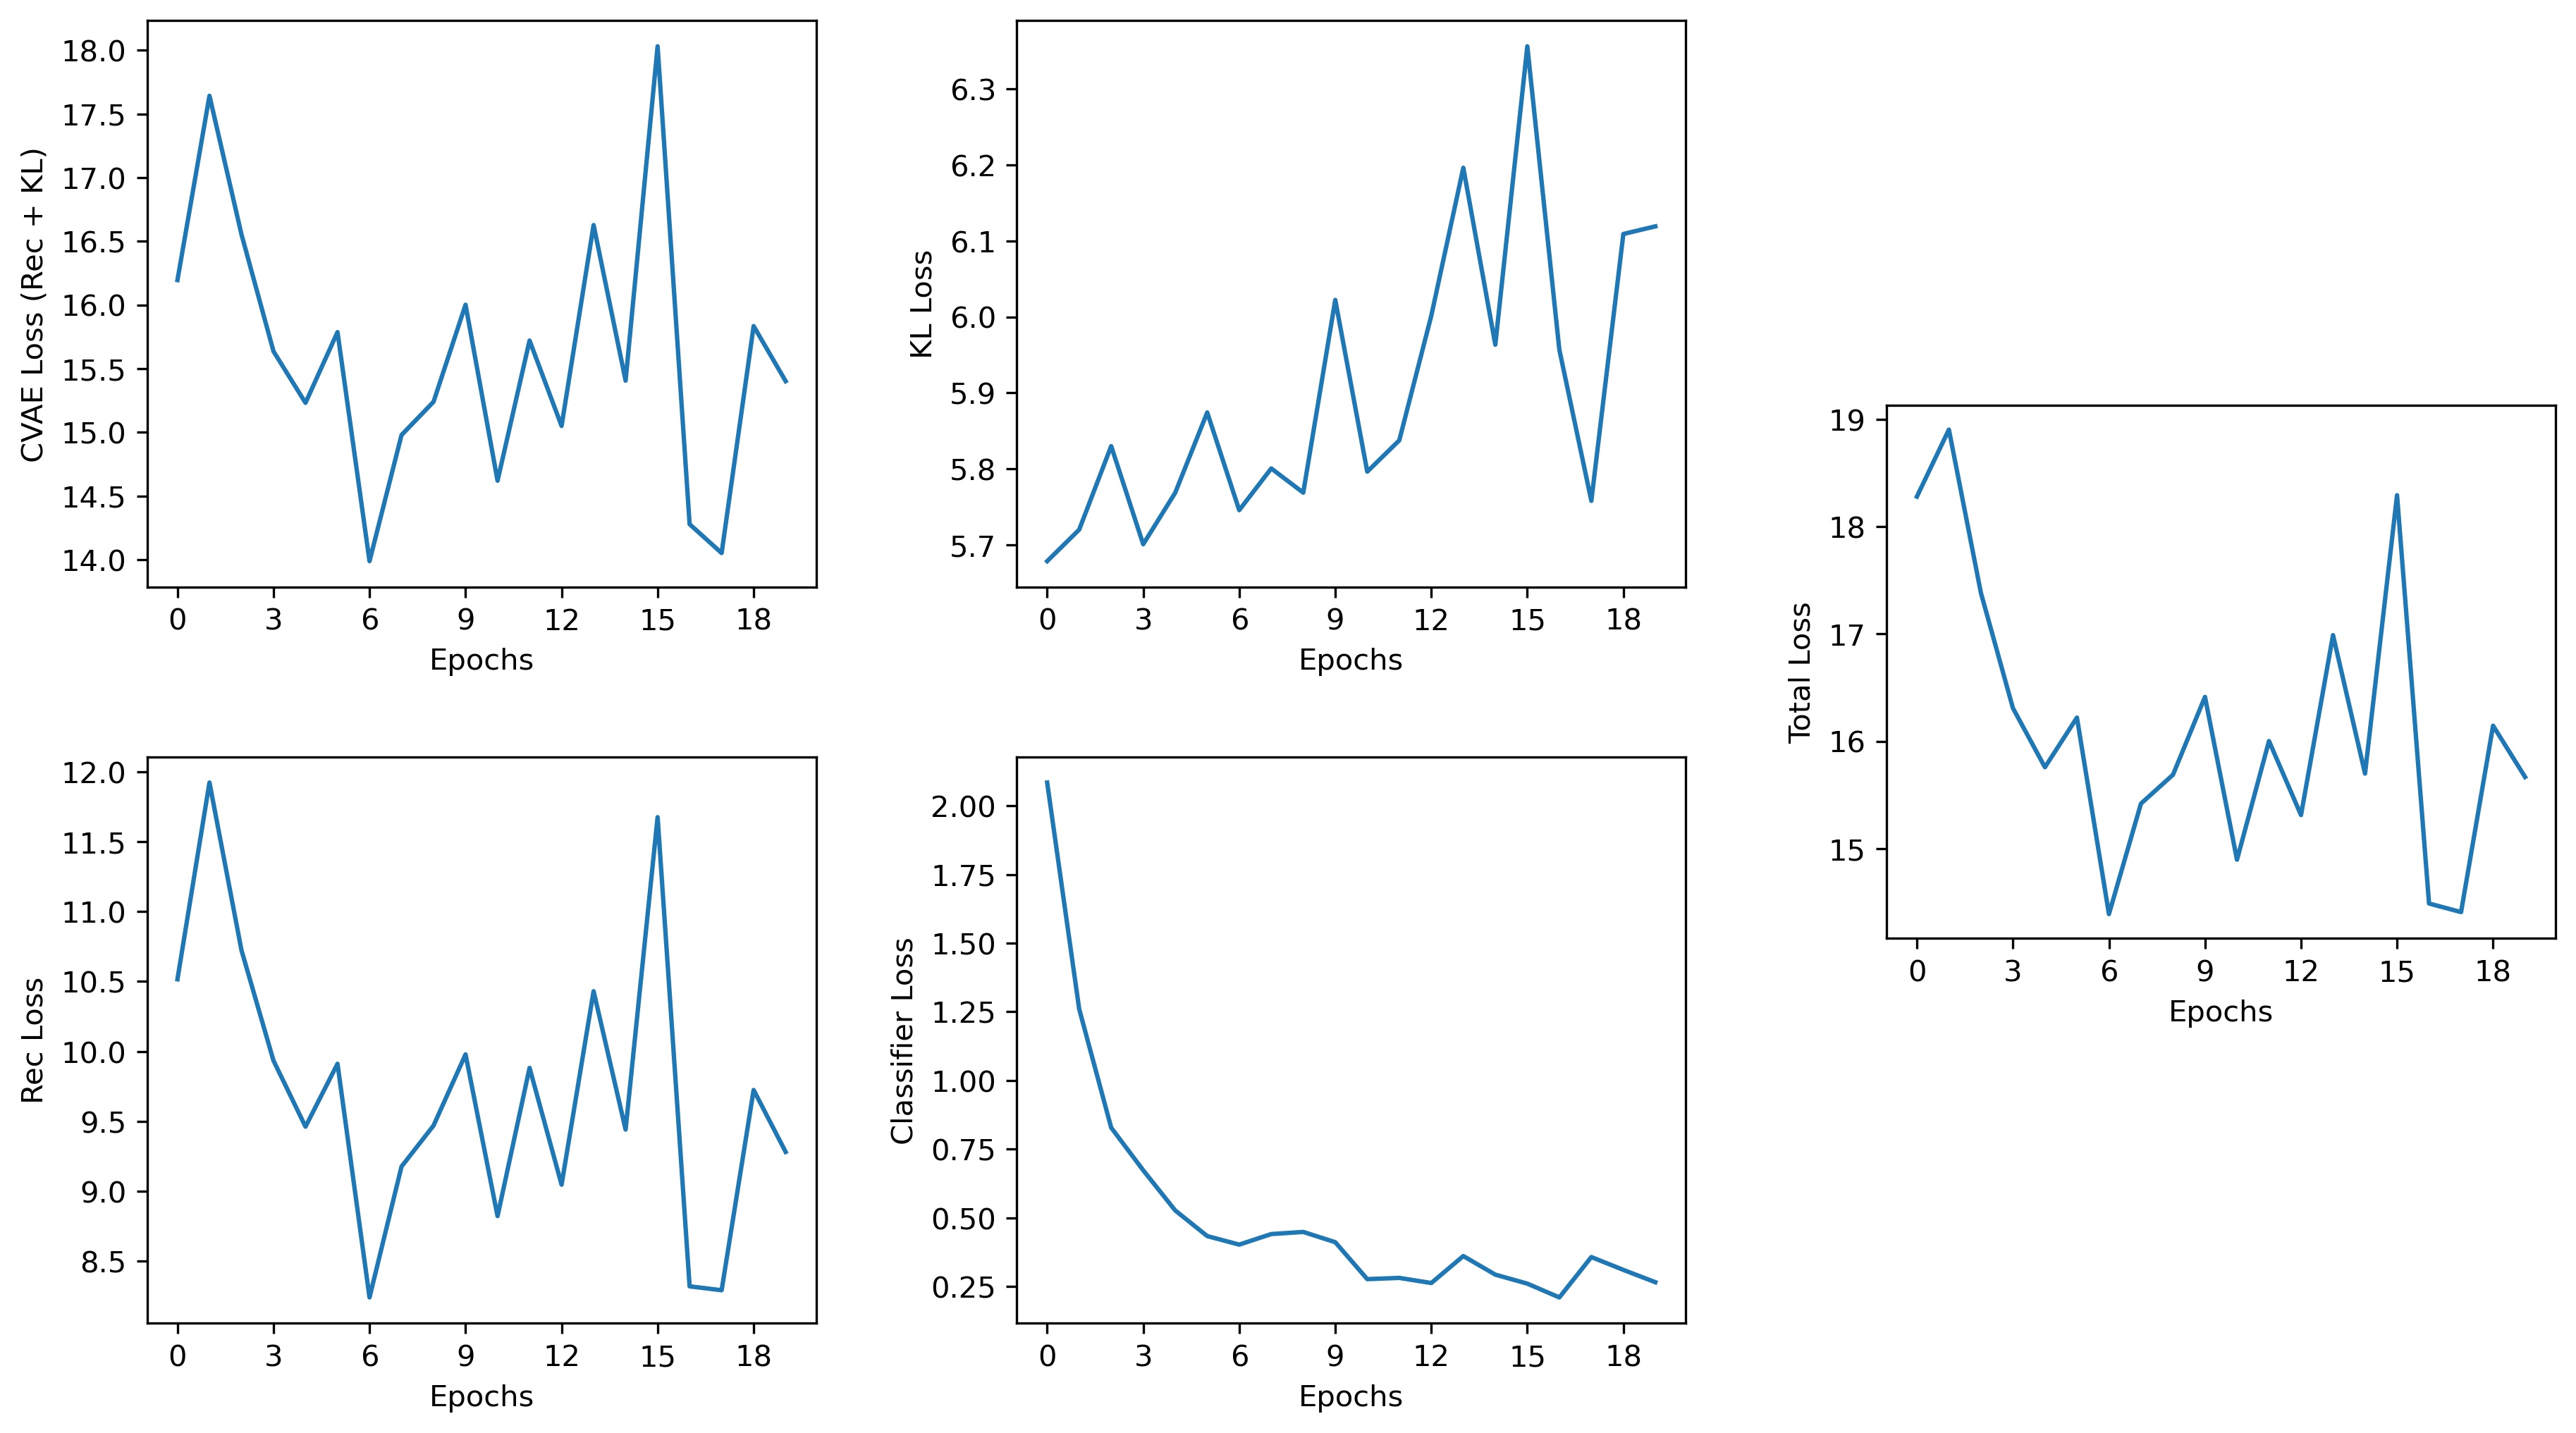 CVAE Loss (Rec + KL)
18.0
17.5
17.0
16.5
16.0
15.5
15.0
14.5
14.0
0 3 6 9 12 15 18
Epochs
KL Loss
6.3
6.2
6.1
6.0
5.9
5.8
5.7
0 3 6 9 12 15 18
Epochs
Total Loss
19
18
17
16
15
0 3 6 9 12 15 18
Epochs
Rec Loss
12.0
11.5
11.0
10.5
10.0
9.5
9.0
8.5
0 3 6 9 12 15 18
Epochs
Classifier Loss
2.00
1.75
1.50
1.25
1.00
0.75
0.50
0.25
0 3 6 9 12 15 18
Epochs